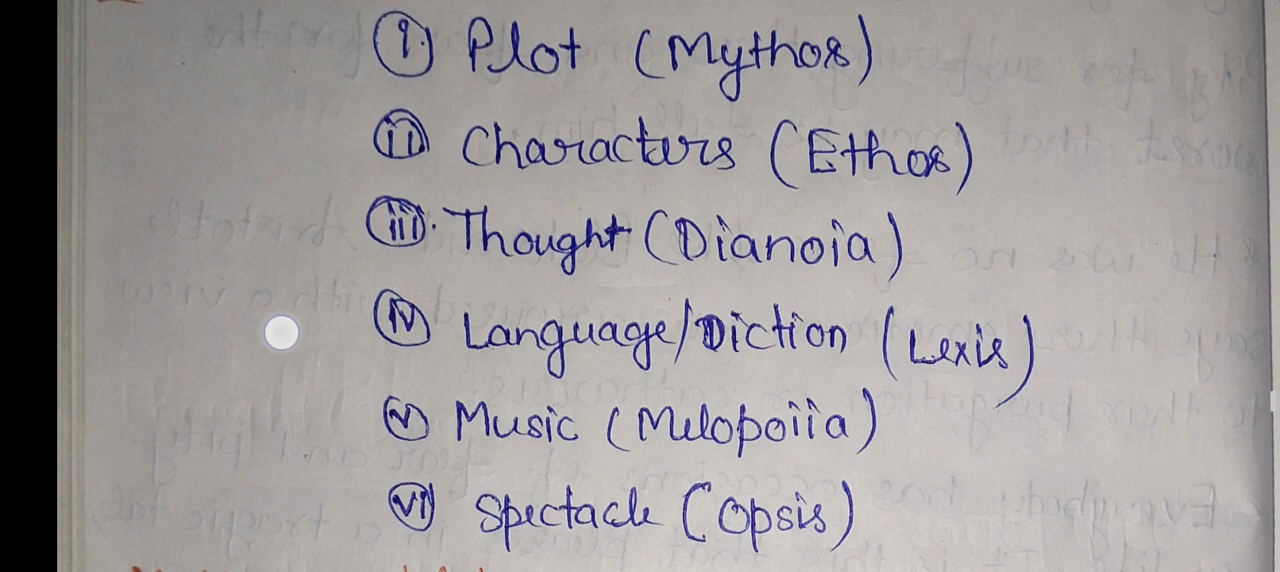 (i) Plot (Mythos)
(ii) Characters (Ethos)
(iii). Thought (Dianoia)
(iv) Language/Diction (Lexis)
(v) Music (Melopoiia)
(vi) Spectacle (Opsis)